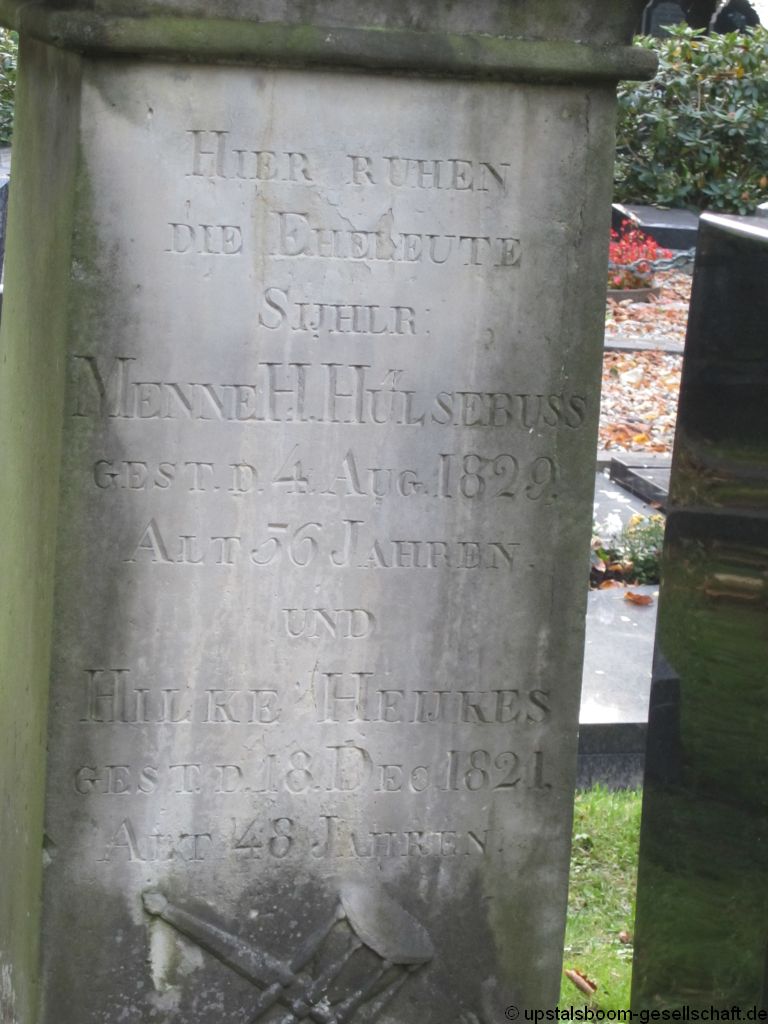 HIER RUHEN
DIE EHELEUTE
SIJHLR:
MENNE H. HÜLSEBUSS
GEST. D. 4. AUG. 1829.
ALT 56 JAHREN.
UND
HILKE HEIJKES
GEST. D. 18. DEC 1821.
ALT 48 JAHREN.
© upstalsboom-gesellschaft.de